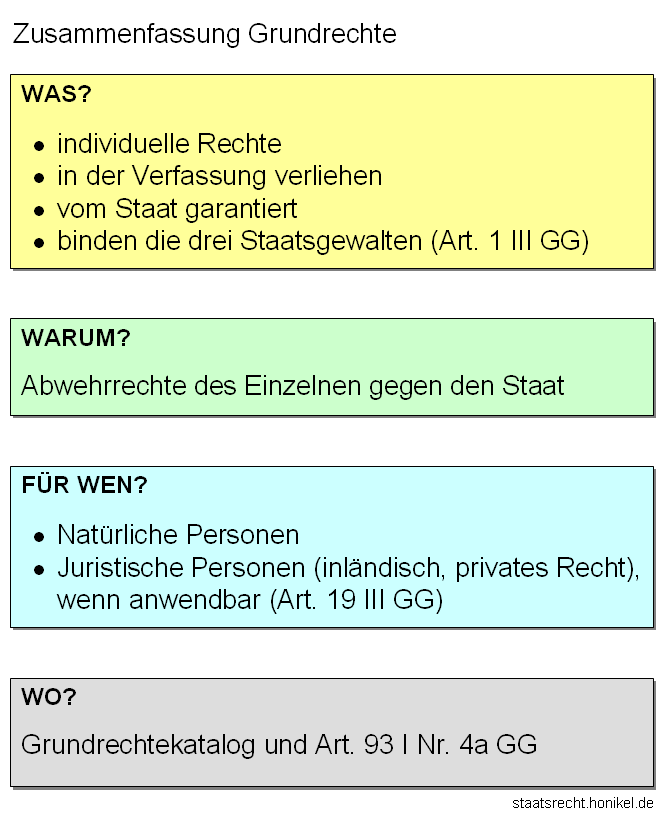 Zusammenfassung Grundrechte
WAS?
• individuelle Rechte
• in der Verfassung verliehen
• vom Staat garantiert
• binden die drei Staatsgewalten (Art. 1 III GG)
WARUM?
Abwehrrechte des Einzelnen gegen den Staat
FÜR WEN?
• Natürliche Personen
• Juristische Personen (inländisch, privates Recht),
wenn anwendbar (Art. 19 III GG)
WO?
Grundrechtekatalog und Art. 93 I Nr. 4a GG
staatsrecht.honikel.de